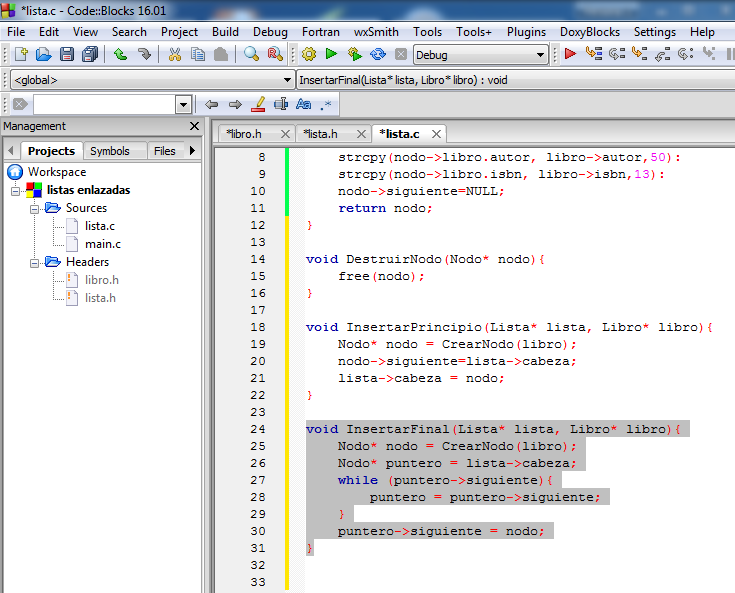 *lista.c - Code::Blocks 16.01
File Edit View Search Project Build Debug Fortran wxSmith Tools Tools+ Plugins DoxyBlocks Settings Help
Debug
<global> InsertarFinal(Lista* lista, Libro* libro) : void
Aa .*
Management
*libro.h *lista.h *lista.c
Projects Symbols Files
Workspace
listas enlazadas
Sources
lista.c
main.c
Headers
libro.h
lista.h
8 strcpy(nodo->libro.autor, libro->autor,50):
9 strcpy(nodo->libro.isbn, libro->isbn,13):
10 nodo->siguiente=NULL;
11 return nodo;
12 }
13
14 void DestruirNodo(Nodo* nodo){
15 free(nodo);
16 }
17
18 void InsertarPrincipio(Lista* lista, Libro* libro){
19 Nodo* nodo = CrearNodo(libro);
20 nodo->siguiente=lista->cabeza;
21 lista->cabeza = nodo;
22 }
23
24 void InsertarFinal(Lista* lista, Libro* libro){
25 Nodo* nodo = CrearNodo(libro);
26 Nodo* puntero = lista->cabeza;
27 while (puntero->siguiente){
28 puntero = puntero->siguiente;
29 }
30 puntero->siguiente = nodo;
31 }
32
33